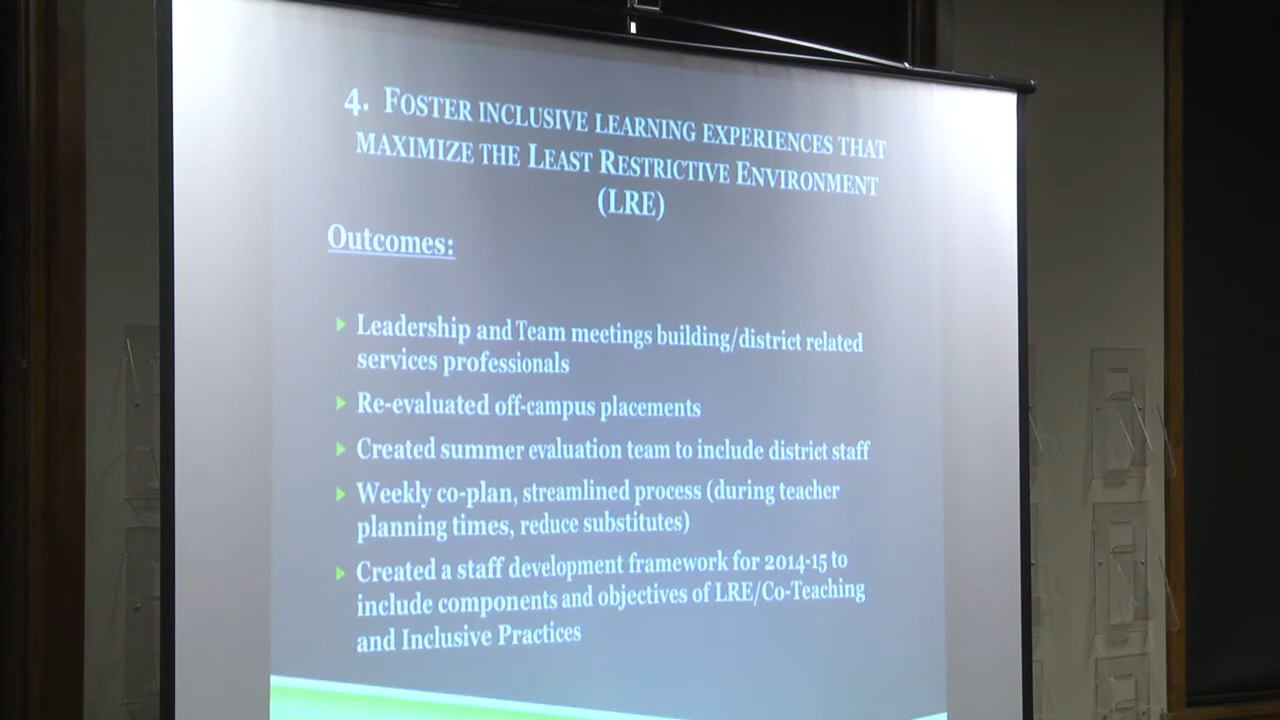 4. Foster inclusive learning experiences that
maximize the Least Restrictive Environment
(LRE)
Outcomes:
Leadership and Team meetings building/district related
services professionals
Re-evaluated off-campus placements
Created summer evaluation team to include district staff
Weekly co-plan, streamlined process (during teacher
planning times, reduce substitutes)
Created a staff development framework for 2014-15 to
include components and objectives of LRE/Co-Teaching
and Inclusive Practices